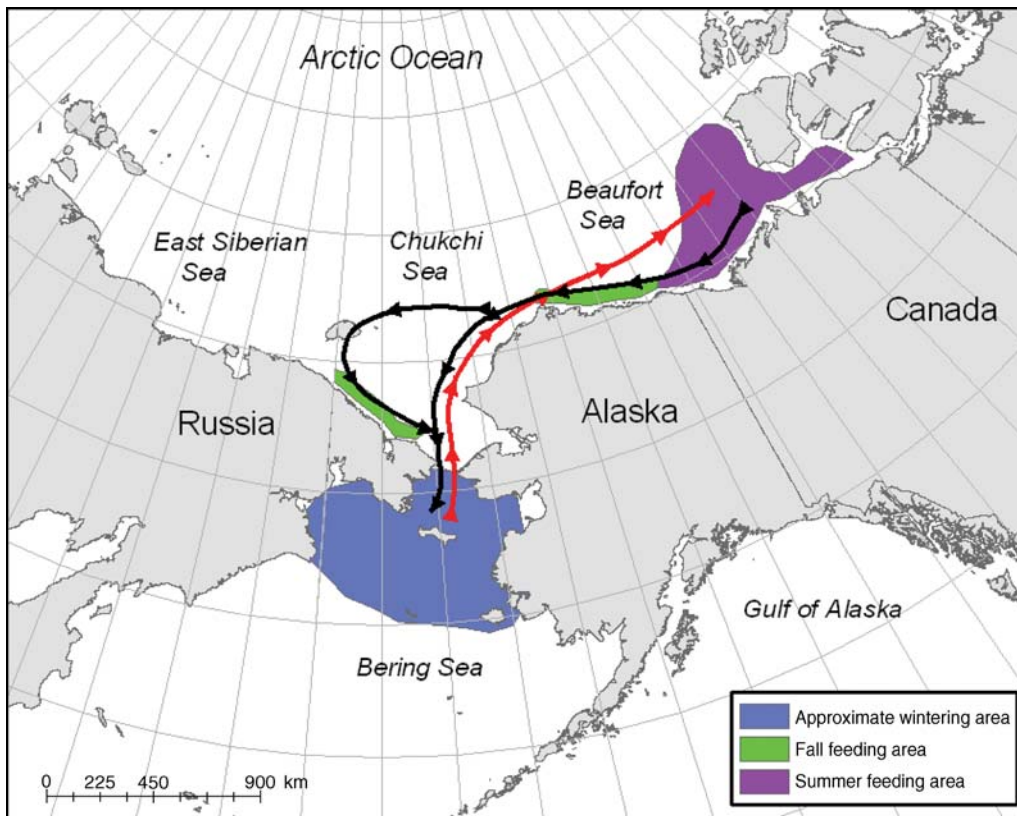 Arctic Ocean
Beaufort
Sea
East Siberian
Sea
Chukchi
Sea
Canada
Russia
Alaska
Gulf of Alaska
Bering Sea
Approximate wintering area
Fall feeding area
Summer feeding area
0 225 450 900 km